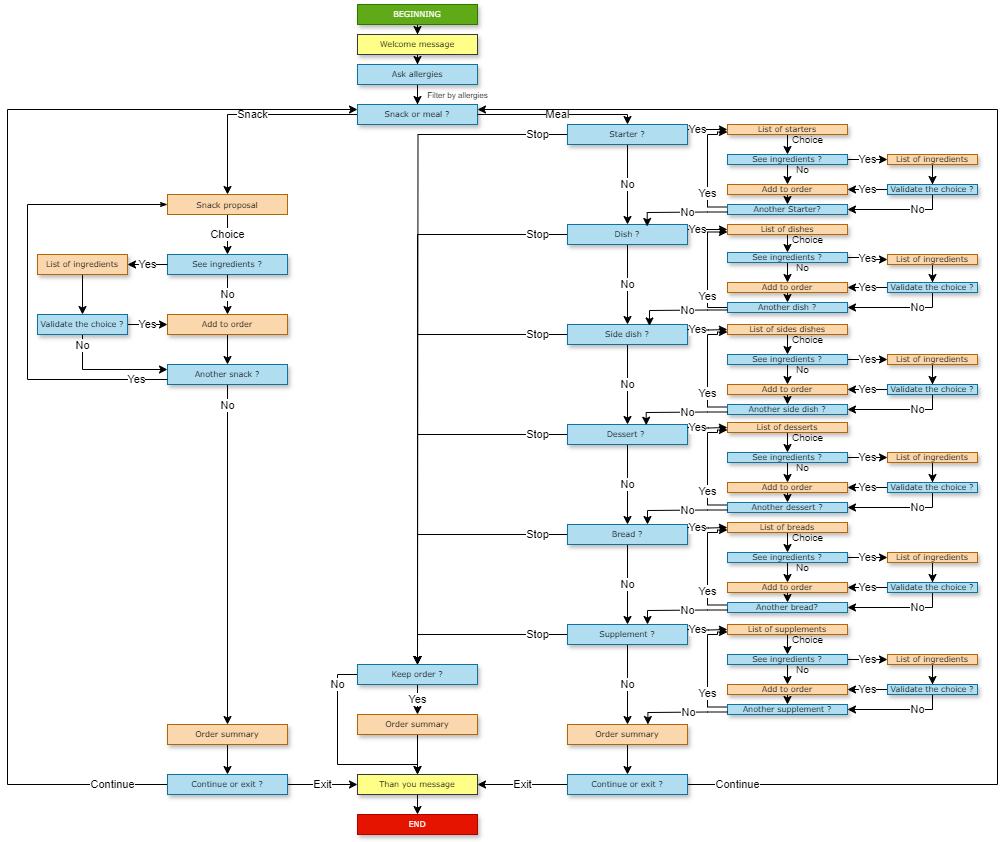 BEGINNING
Welcome message
Ask allergies
Filter by allergies
Snack or meal ?
Snack
Meal
Stop
Starter ?
Yes
List of starters
Choice
See ingredients ?
Yes
List of ingredients
No
No
Add to order
Yes
Validate the choice ?
Yes
No
Another Starter?
No
Snack proposal
Choice
List of ingredients
Yes
See ingredients ?
No
Validate the choice ?
Yes
Add to order
No
Another snack ?
Yes
No
Stop
Dish ?
Yes
List of dishes
Choice
See ingredients ?
Yes
List of ingredients
No
No
Add to order
Yes
Validate the choice ?
Yes
No
Another dish ?
No
Stop
Side dish ?
Yes
List of sides dishes
Choice
See ingredients ?
Yes
List of ingredients
No
No
Add to order
Yes
Validate the choice ?
Yes
No
Another side dish ?
No
Stop
Dessert ?
Yes
List of desserts
Choice
See ingredients ?
Yes
List of ingredients
No
No
Add to order
Yes
Validate the choice ?
Yes
No
Another dessert ?
No
Stop
Bread ?
Yes
List of breads
Choice
See ingredients ?
Yes
List of ingredients
No
No
Add to order
Yes
Validate the choice ?
Yes
No
Another bread?
No
Stop
Supplement ?
Yes
List of supplements
Choice
See ingredients ?
Yes
List of ingredients
No
No
Add to order
Yes
Validate the choice ?
Yes
No
Another supplement ?
No
Keep order ?
No
Yes
Order summary
Order summary
Order summary
Continue
Continue or exit ?
Exit
Than you message
Exit
Continue or exit ?
Continue
END